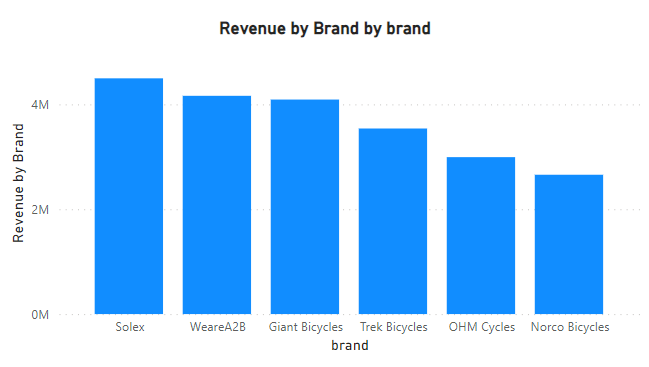 Revenue by Brand by brand
Revenue by Brand
4M
2M
0M
Solex WeareA2B Giant Bicycles Trek Bicycles OHM Cycles Norco Bicycles
brand